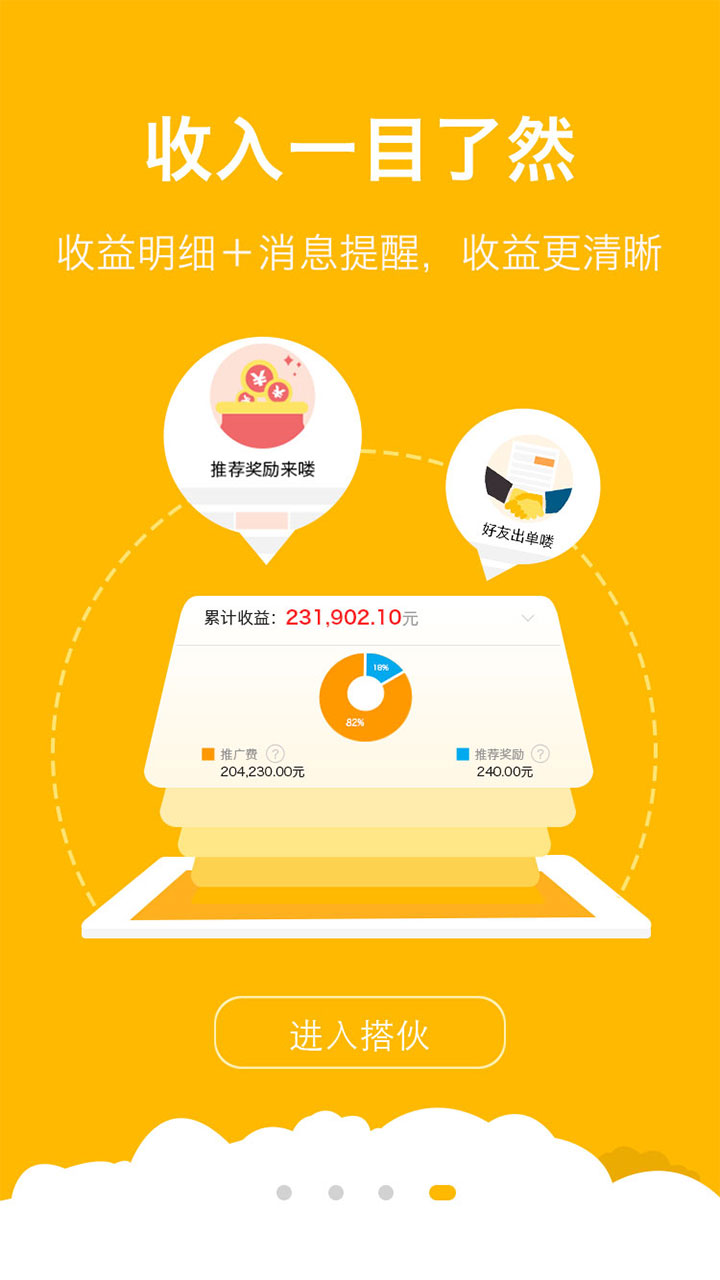 收入一目了然
收益明细＋消息提醒，收益更清晰
推荐奖励来喽
好友出单喽
累计收益：231,902.10元
18%
82%
推广费 ?
204,230.00元
推荐奖励 ?
240.00元
进入搭伙